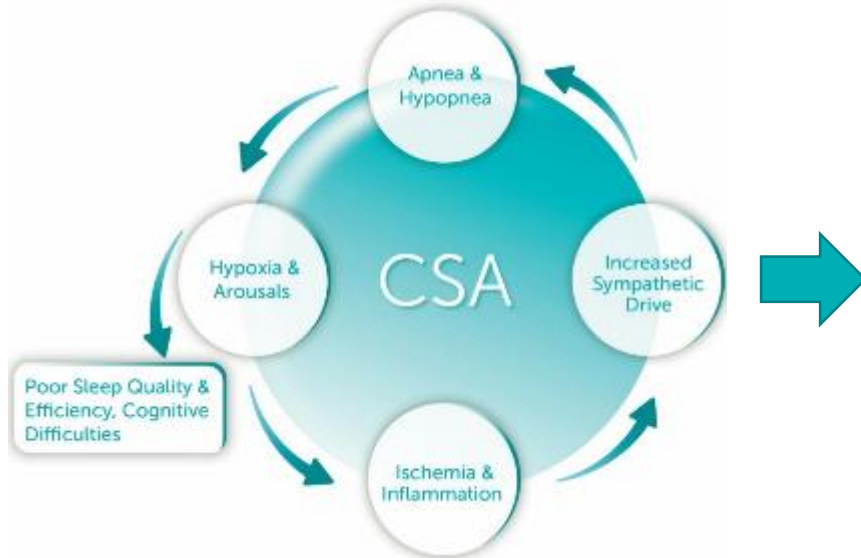 Apnea &
Hypopnea
Hypoxia &
Arousals
CSA
Increased
Sympathetic
Drive
Poor Sleep Quality &
Efficiency, Cognitive
Difficulties
Ischemia &
Inflammation